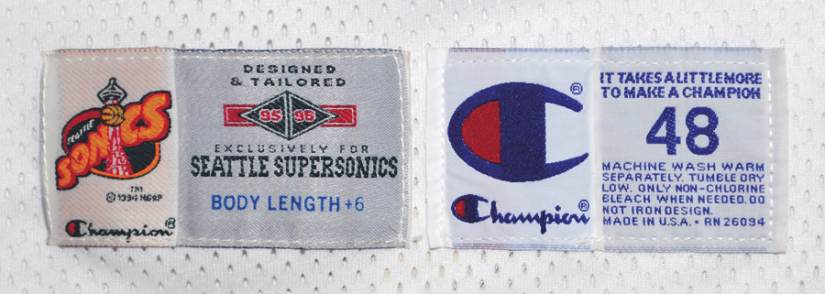 SEATTLE
SONICS
TM
© 1994 NBAP
Champion®
DESIGNED
& TAILORED
95 96
EXCLUSIVELY FOR
SEATTLE SUPERSONICS
BODY LENGTH +6
®
Champion®
IT TAKES A LITTLE MORE
TO MAKE A CHAMPION
48
MACHINE WASH WARM
SEPARATELY. TUMBLE DRY
LOW. ONLY NON-CHLORINE
BLEACH WHEN NEEDED. DO
NOT IRON DESIGN.
MADE IN U.S.A. • RN 26094